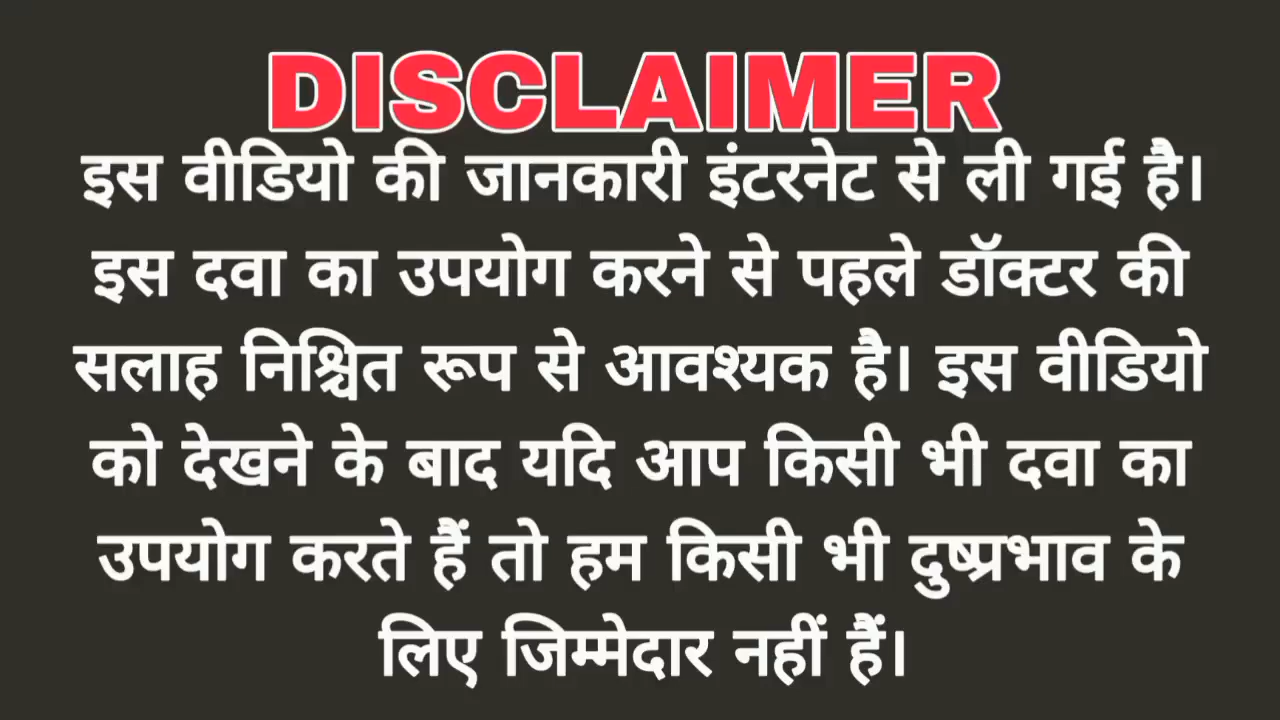 DISCLAIMER
इस वीडियो की जानकारी इंटरनेट से ली गई है।
इस दवा का उपयोग करने से पहले डॉक्टर की
सलाह निश्चित रूप से आवश्यक है। इस वीडियो
को देखने के बाद यदि आप किसी भी दवा का
उपयोग करते हैं तो हम किसी भी दुष्प्रभाव के
लिए जिम्मेदार नहीं हैं।